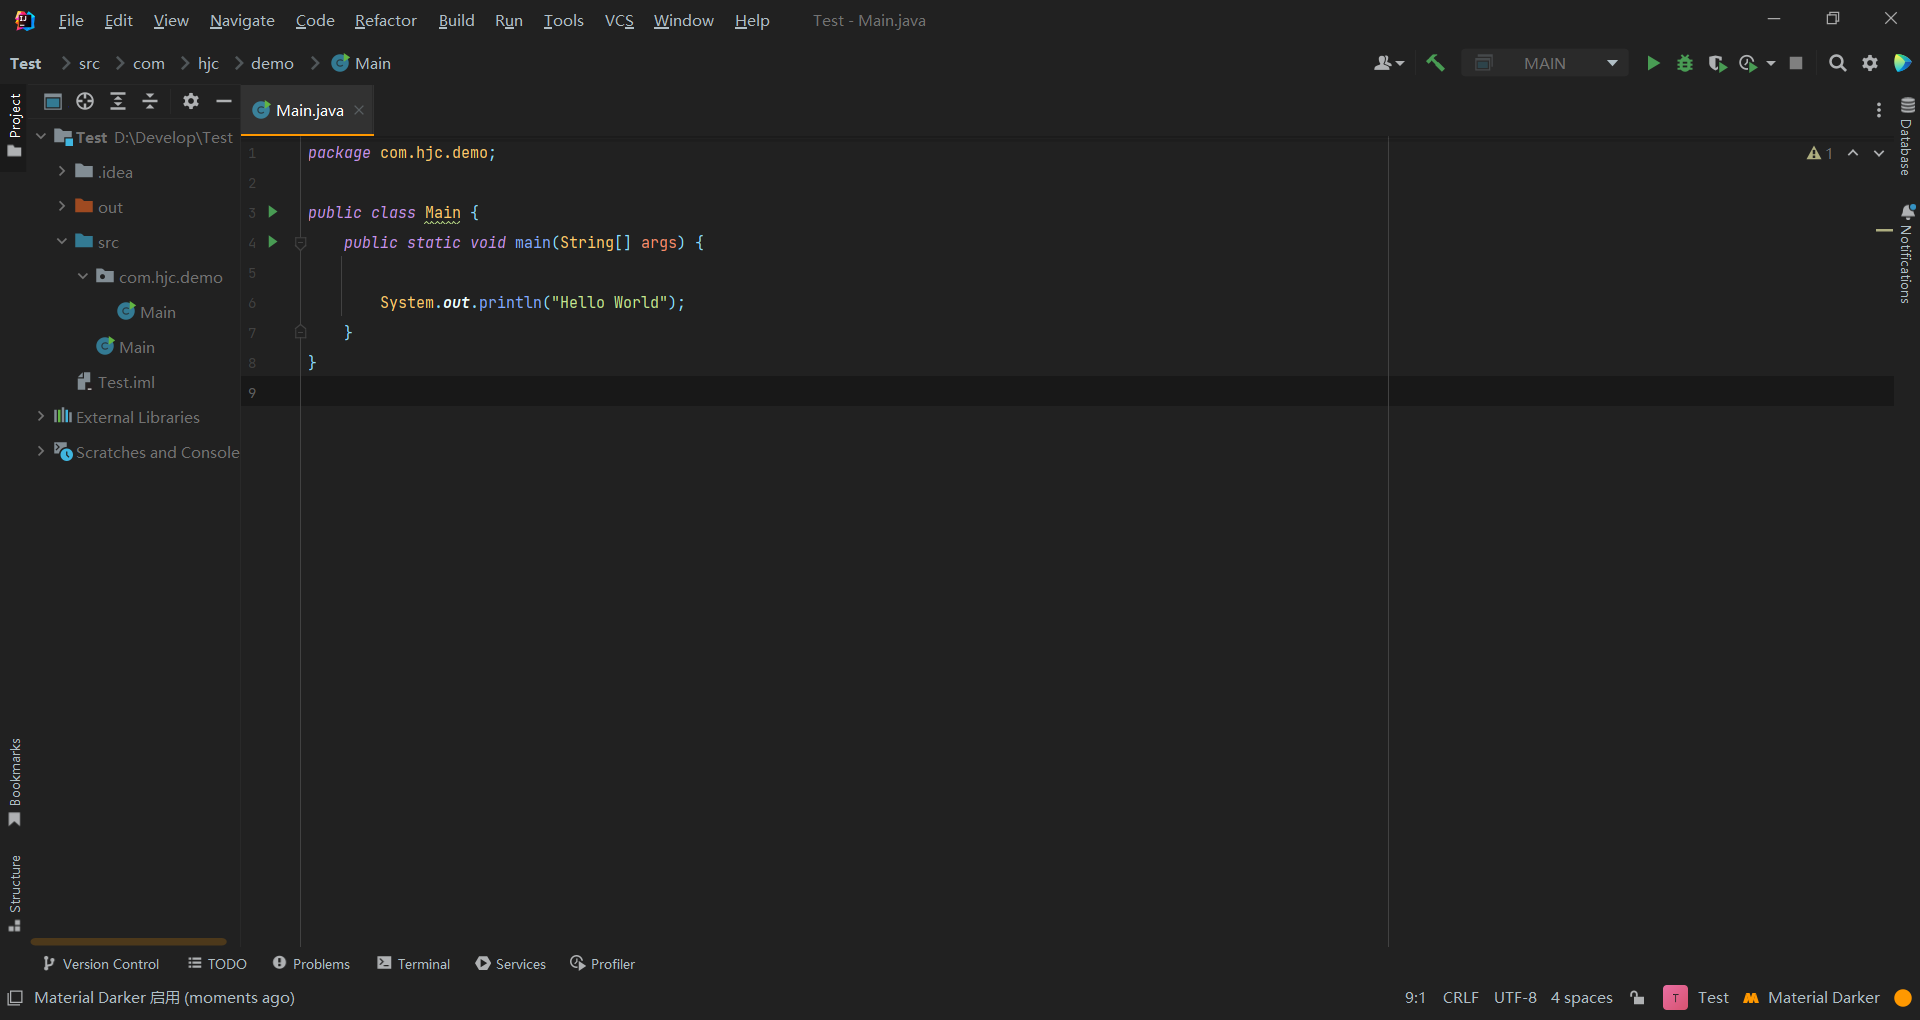 File Edit View Navigate Code Refactor Build Run Tools VCS Window Help Test - Main.java
Test src com hjc demo Main MAIN
Project
Test D:\Develop\Test
.idea
out
src
com.hjc.demo
Main
Main
Test.iml
External Libraries
Scratches and Console
Main.java
1 package com.hjc.demo;
2
3 public class Main {
4 public static void main(String[] args) {
5
6 System.out.println("Hello World");
7 }
8 }
9
1
Database
Notifications
Bookmarks
Structure
Version Control TODO Problems Terminal Services Profiler
Material Darker 启用 (moments ago) 9:1 CRLF UTF-8 4 spaces T Test Material Darker